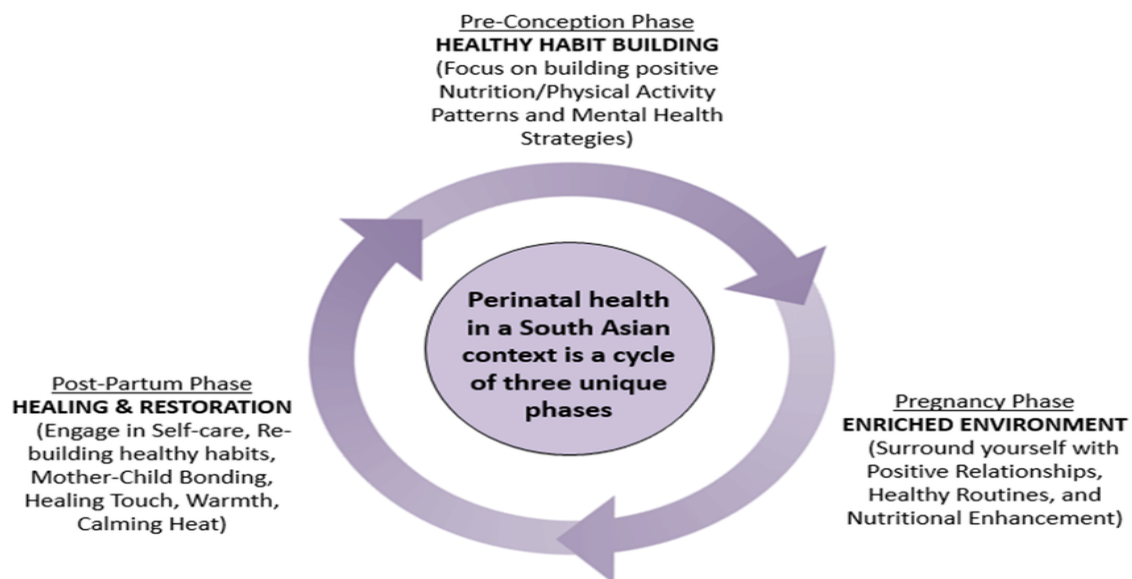 Pre-Conception Phase
HEALTHY HABIT BUILDING
(Focus on building positive
Nutrition/Physical Activity
Patterns and Mental Health
Strategies)
Perinatal health
in a South Asian
context is a cycle
of three unique
phases
Pregnancy Phase
ENRICHED ENVIRONMENT
(Surround yourself with
Positive Relationships,
Healthy Routines, and
Nutritional Enhancement)
Post-Partum Phase
HEALING & RESTORATION
(Engage in Self-care, Re-
building healthy habits,
Mother-Child Bonding,
Healing Touch, Warmth,
Calming Heat)